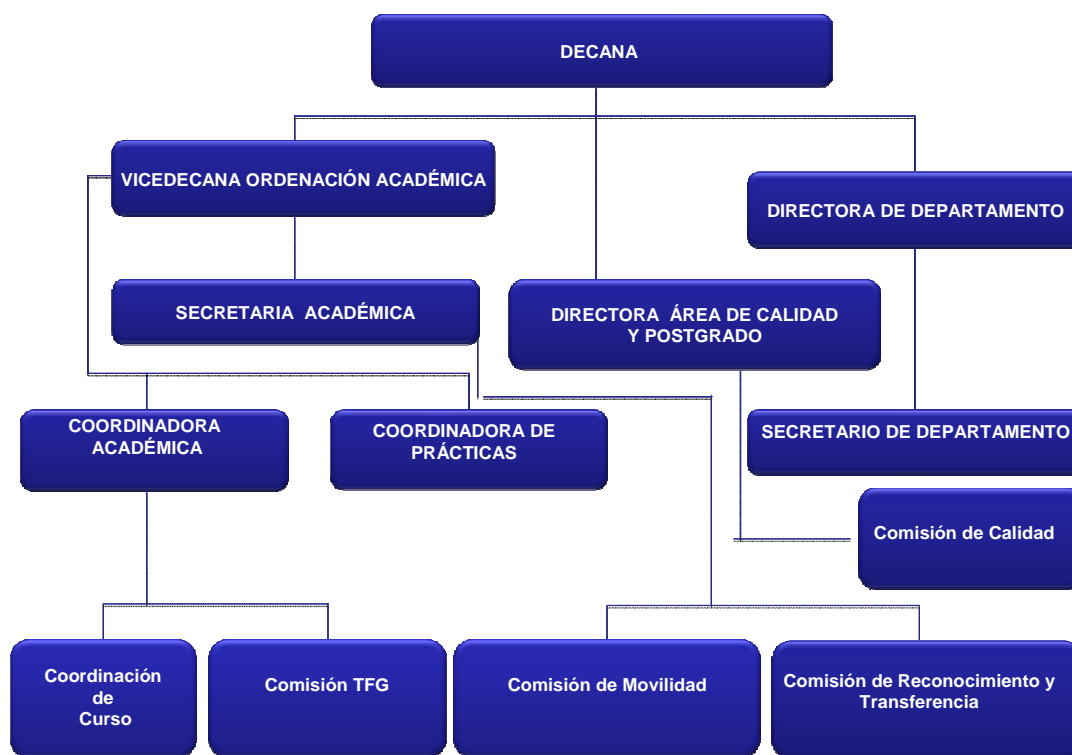 DECANA
VICEDECANA ORDENACIÓN ACADÉMICA
DIRECTORA DE DEPARTAMENTO
SECRETARIA ACADÉMICA
DIRECTORA ÁREA DE CALIDAD
Y POSTGRADO
COORDINADORA
ACADÉMICA
COORDINADORA DE
PRÁCTICAS
SECRETARIO DE DEPARTAMENTO
Comisión de Calidad
Coordinación
de
Curso
Comisión TFG
Comisión de Movilidad
Comisión de Reconocimiento y
Transferencia